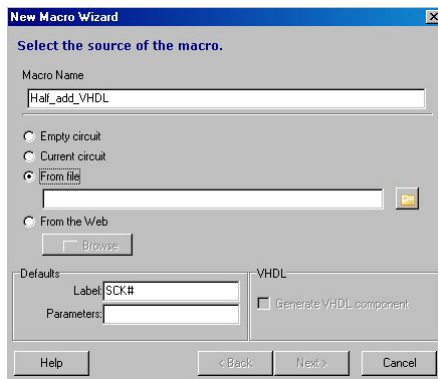 New Macro Wizard
Select the source of the macro.
Macro Name
Half_add_VHDL
Empty circuit
Current circuit
From file
From the Web
Browse
Defaults
Label: SCK#
Parameters:
VHDL
Generate VHDL component
Help
< Back
Next >
Cancel